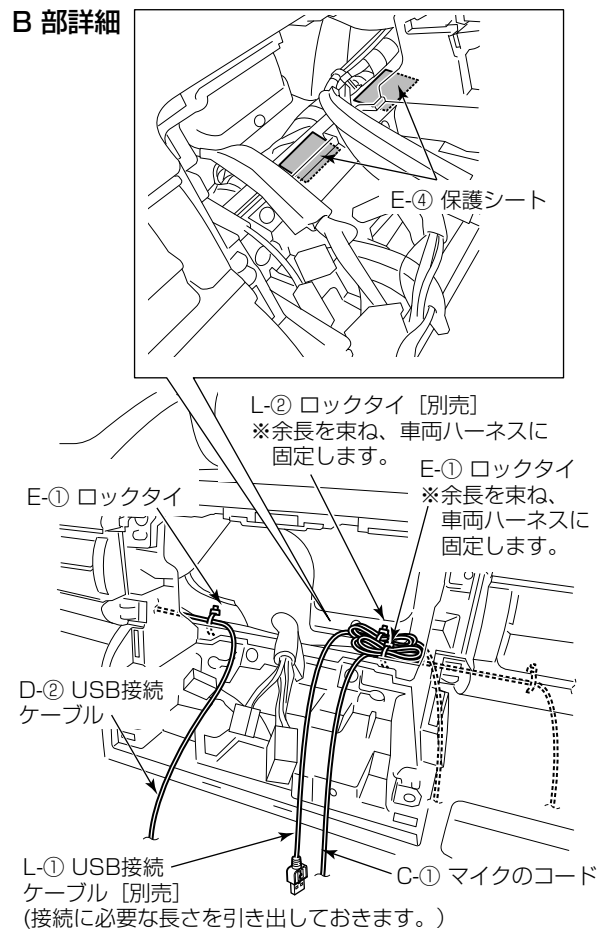 B 部詳細
E-④ 保護シート
L-② ロックタイ［別売］
※余長を束ね、車両ハーネスに
固定します。
E-① ロックタイ
※余長を束ね、
車両ハーネスに
固定します。
E-① ロックタイ
D-② USB接続
ケーブル
L-① USB接続
ケーブル［別売］
(接続に必要な長さを引き出しておきます。)
C-① マイクのコード